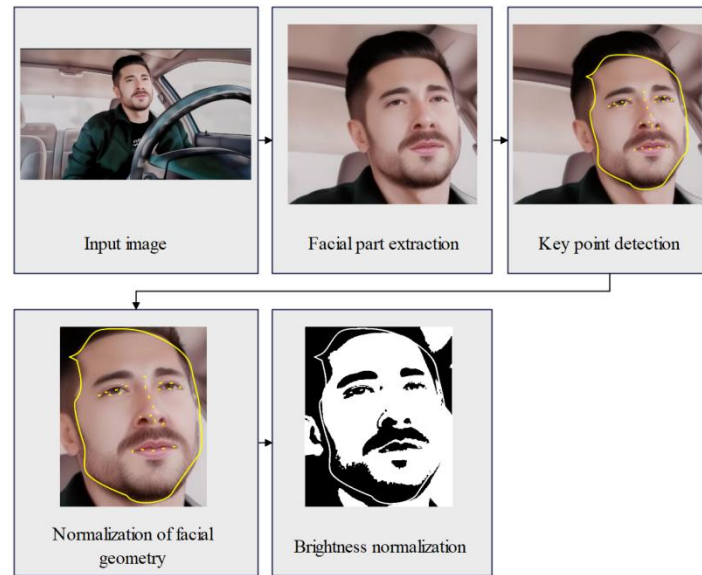 Input image
Facial part extraction
Key point detection
Normalization of facial
geometry
Brightness normalization